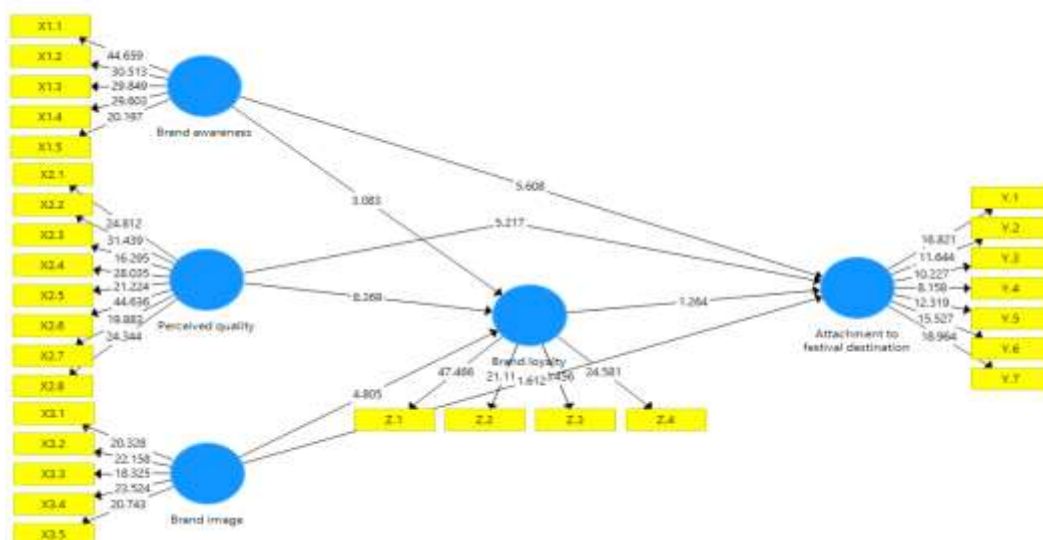 X1.1
X1.2
X1.3
X1.4
X1.5
44.659
30.513
29.849
29.603
20.197
Brand awareness
X2.1
X2.2
X2.3
X2.4
X2.5
X2.6
X2.7
X2.8
31.439
16.295
28.035
21.224
44.636
19.883
24.344
Perceived quality
X3.1
X3.2
X3.3
X3.4
X3.5
20.328
22.158
18.325
23.524
20.743
Brand image
3.083
5.608
5.217
4.805
1.612
1.264
Brand loyalty
47.466
21.11
24.581
Z.1
Z.2
Z.3
Z.4
Attachment to
festival destination
16.821
11.644
10.227
8.158
12.319
15.527
18.964
Y.1
Y.2
Y.3
Y.4
Y.5
Y.6
Y.7